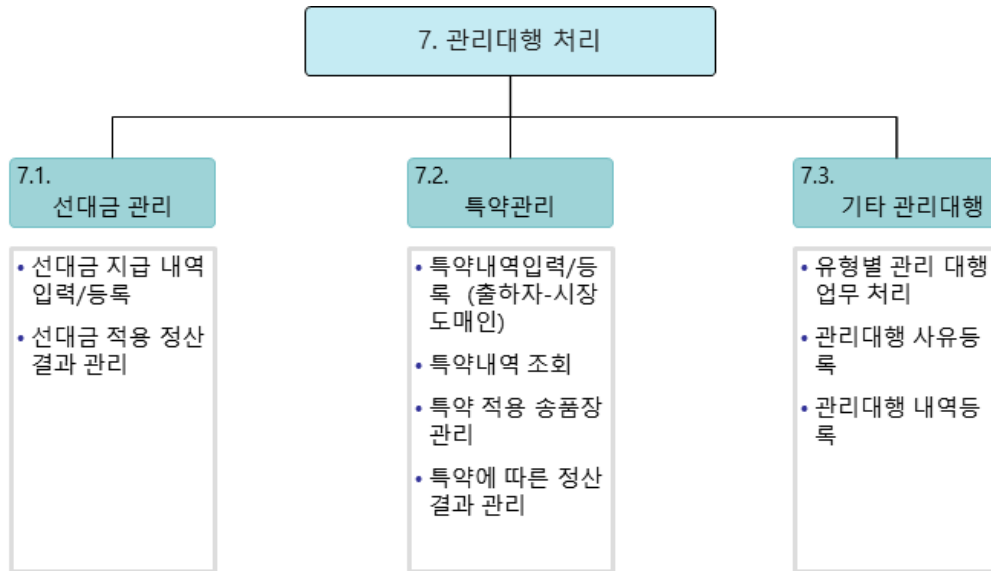 7. 관리대행 처리
7.1.
선대금 관리
• 선대금 지급 내역
입력/등록
• 선대금 적용 정산
결과 관리
7.2.
특약관리
• 특약내역입력/등
록 (출하자-시장
도매인)
• 특약내역 조회
• 특약 적용 송품장
관리
• 특약에 따른 정산
결과 관리
7.3.
기타 관리대행
• 유형별 관리 대행
업무 처리
• 관리대행 사유등
록
• 관리대행 내역등
록